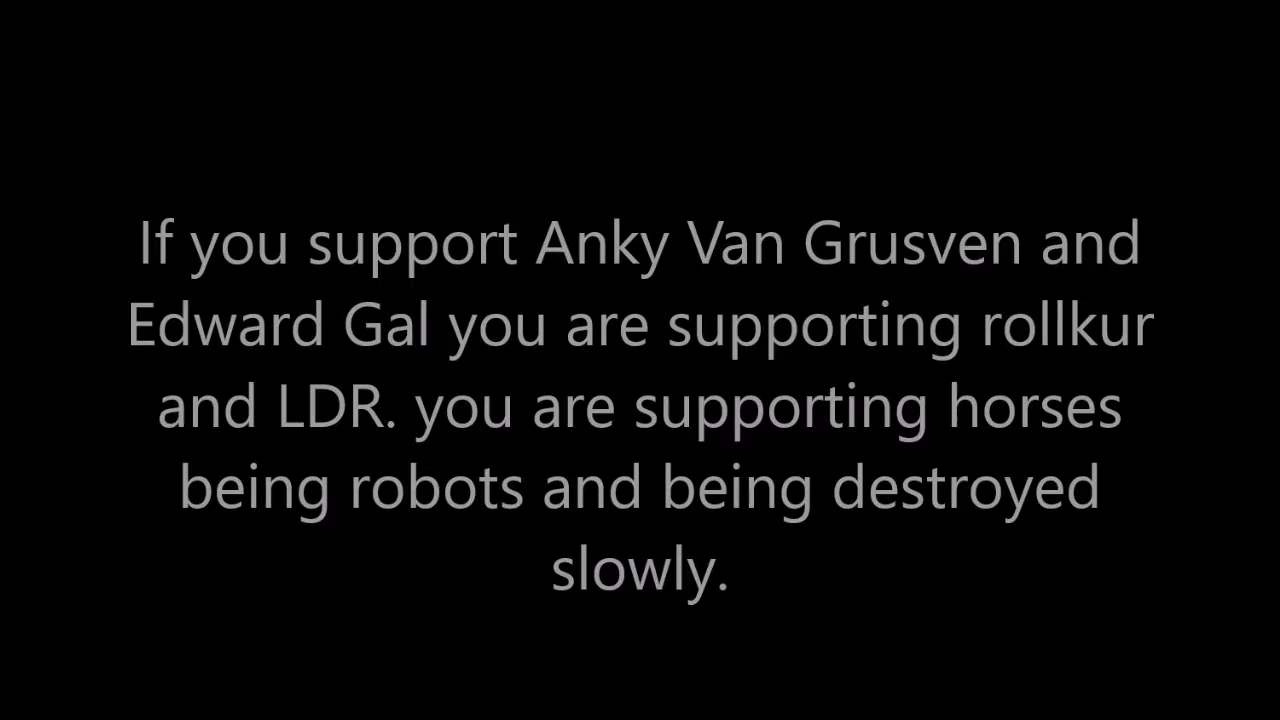 If you support Anky Van Grusven and
Edward Gal you are supporting rollkur
and LDR. you are supporting horses
being robots and being destroyed
slowly.